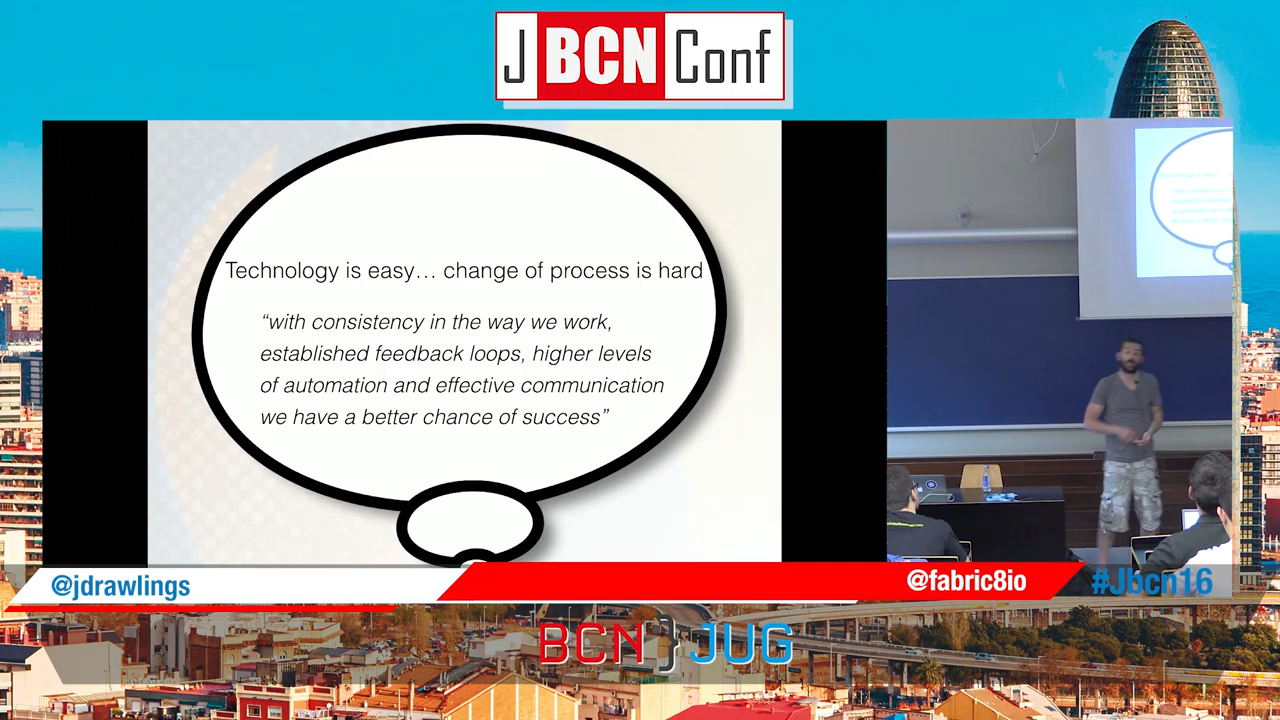 J BCN Conf
Technology is easy… change of process is hard
“with consistency in the way we work,
established feedback loops, higher levels
of automation and effective communication
we have a better chance of success”
@jdrawlings
@fabric8io
#Jbcn16
BCN JUG